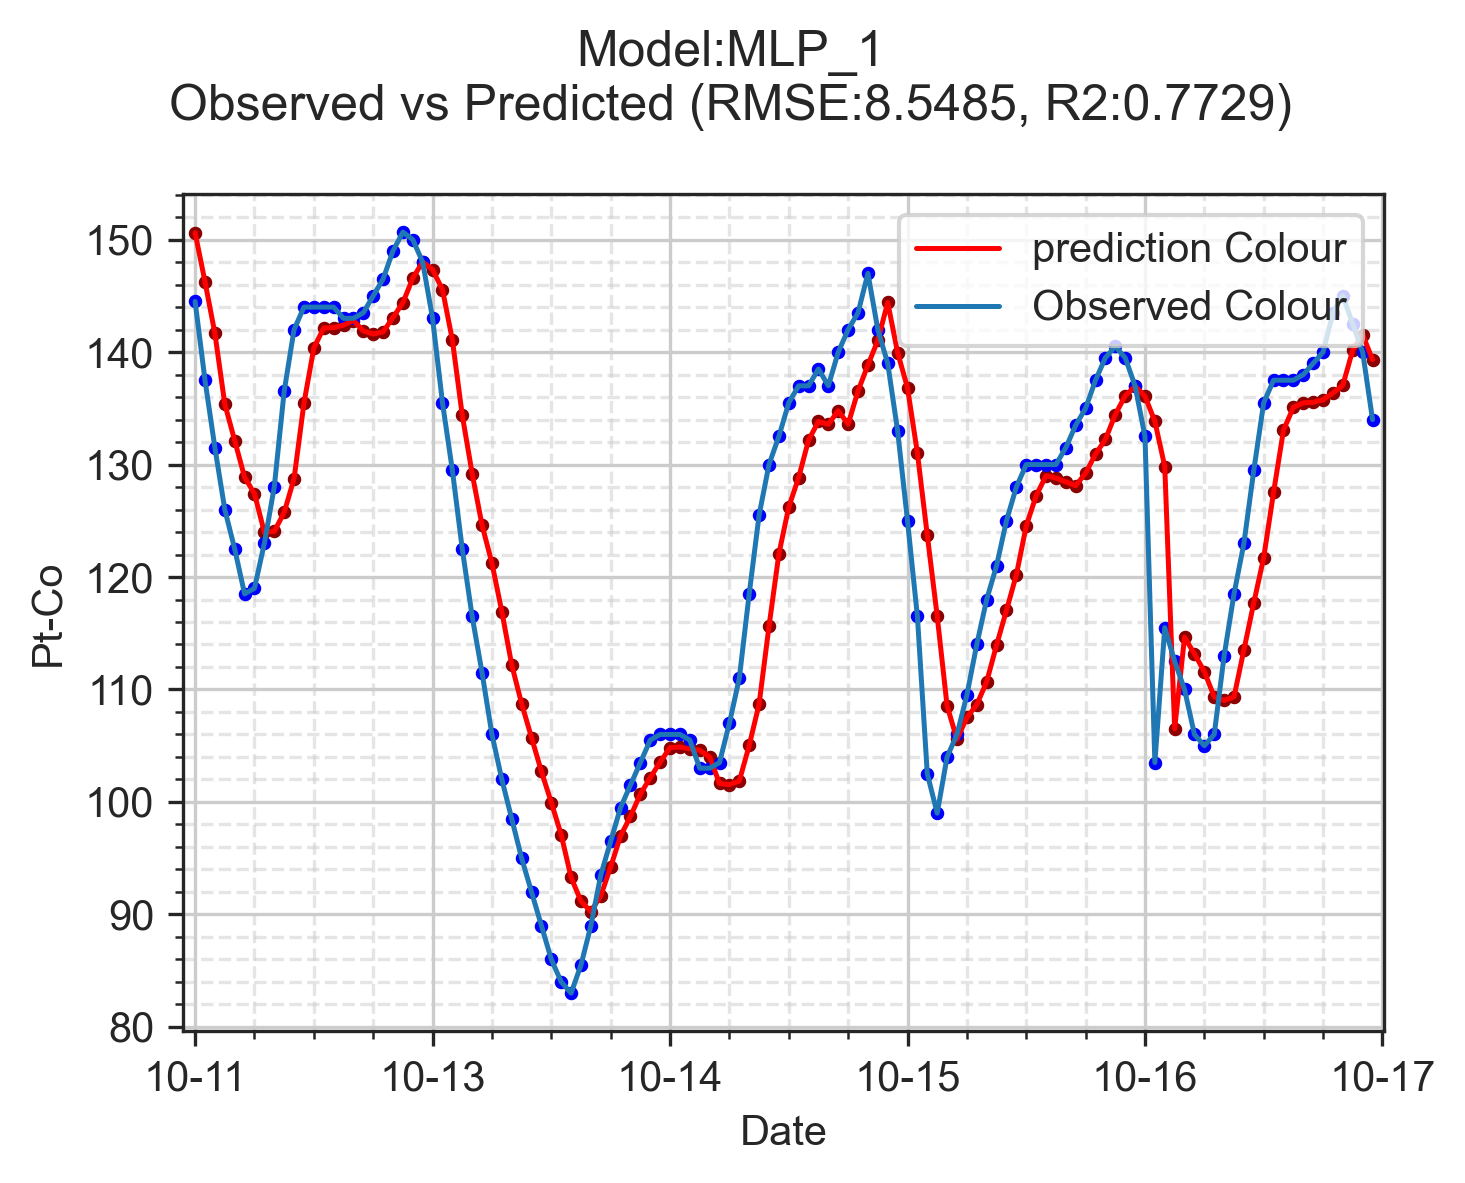 Model:MLP_1
Observed vs Predicted (RMSE:8.5485, R2:0.7729)
prediction Colour
Observed Colour
150
140
130
120
110
100
90
80
Pt-Co
10-11 10-13 10-14 10-15 10-16 10-17
Date